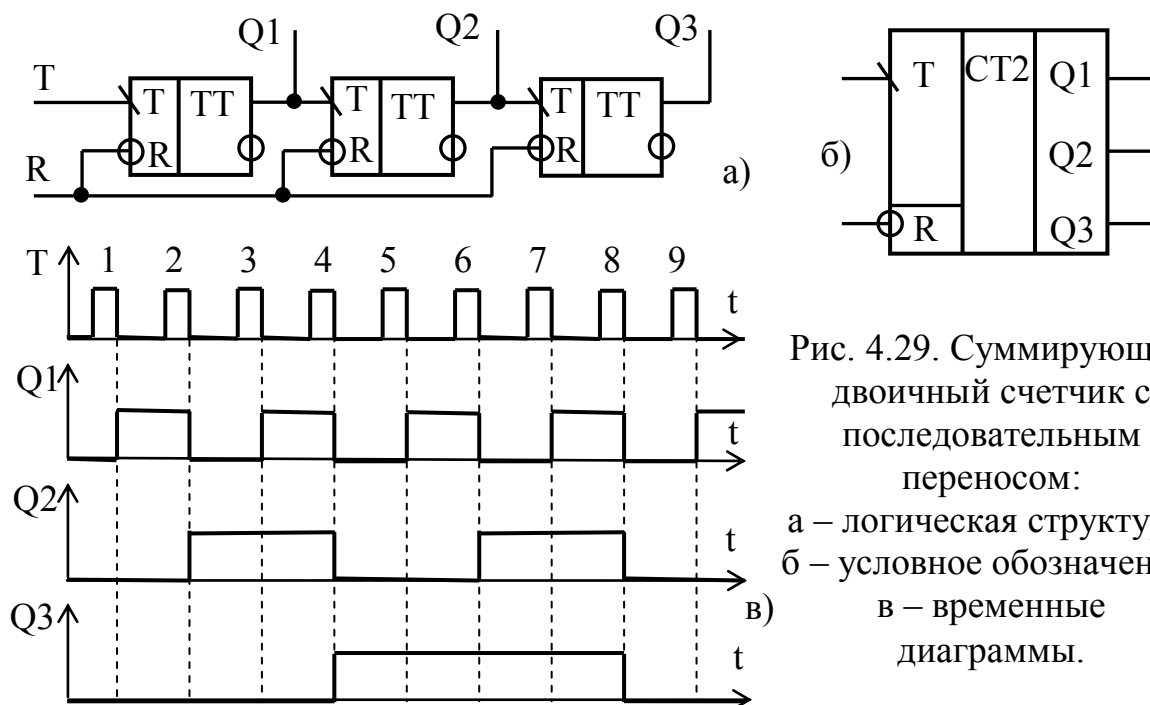 Q1 Q2 Q3
T T TT T TT T TT
R R R R
а)
б)
T CT2 Q1
Q2
R Q3
T 1 2 3 4 5 6 7 8 9 t
Q1 t
Q2 t
Q3 t
в)
Рис. 4.29. Суммирующ
двоичный счетчик с
последовательным
переносом:
а – логическая структу
б – условное обозначен
в – временные
диаграммы.